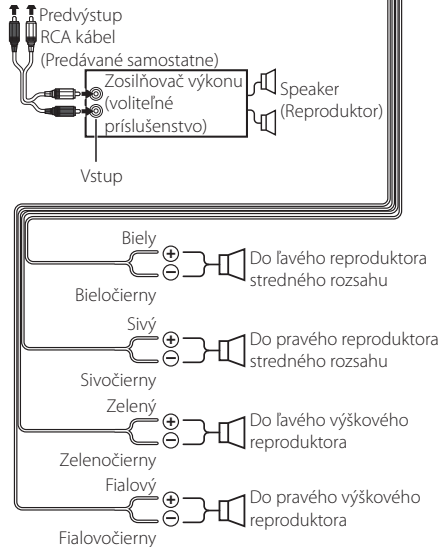 Predvýstup
RCA kábel
(Predávané samostatne)
Zosilňovač výkonu
(voliteľné
príslušenstvo)
Speaker
(Reproduktor)
Vstup
Biely
+
−
Bieločierny
Do ľavého reproduktora
stredného rozsahu
Sivý
+
−
Sivočierny
Do pravého reproduktora
stredného rozsahu
Zelený
+
−
Zelenočierny
Do ľavého výškového
reproduktora
Fialový
+
−
Fialovočierny
Do pravého výškového
reproduktora